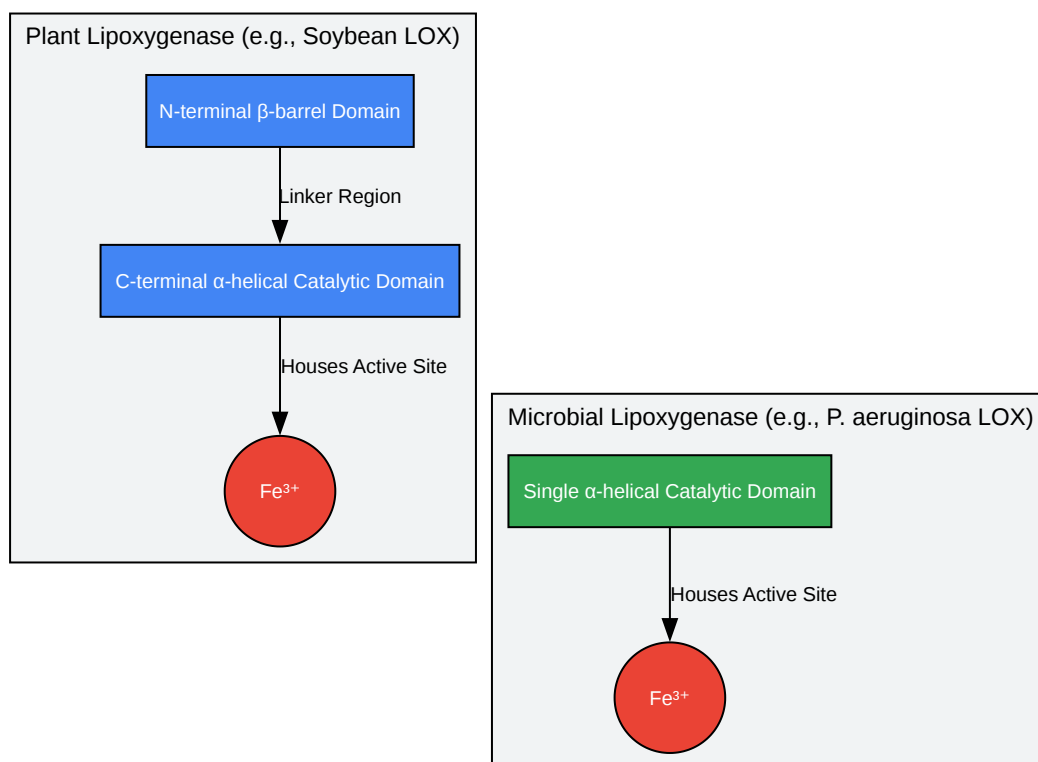 Plant Lipoxygenase (e.g., Soybean LOX)
N-terminal β-barrel Domain
Linker Region
C-terminal α-helical Catalytic Domain
Houses Active Site
Fe³⁺
Microbial Lipoxygenase (e.g., P. aeruginosa LOX)
Single α-helical Catalytic Domain
Houses Active Site
Fe³⁺